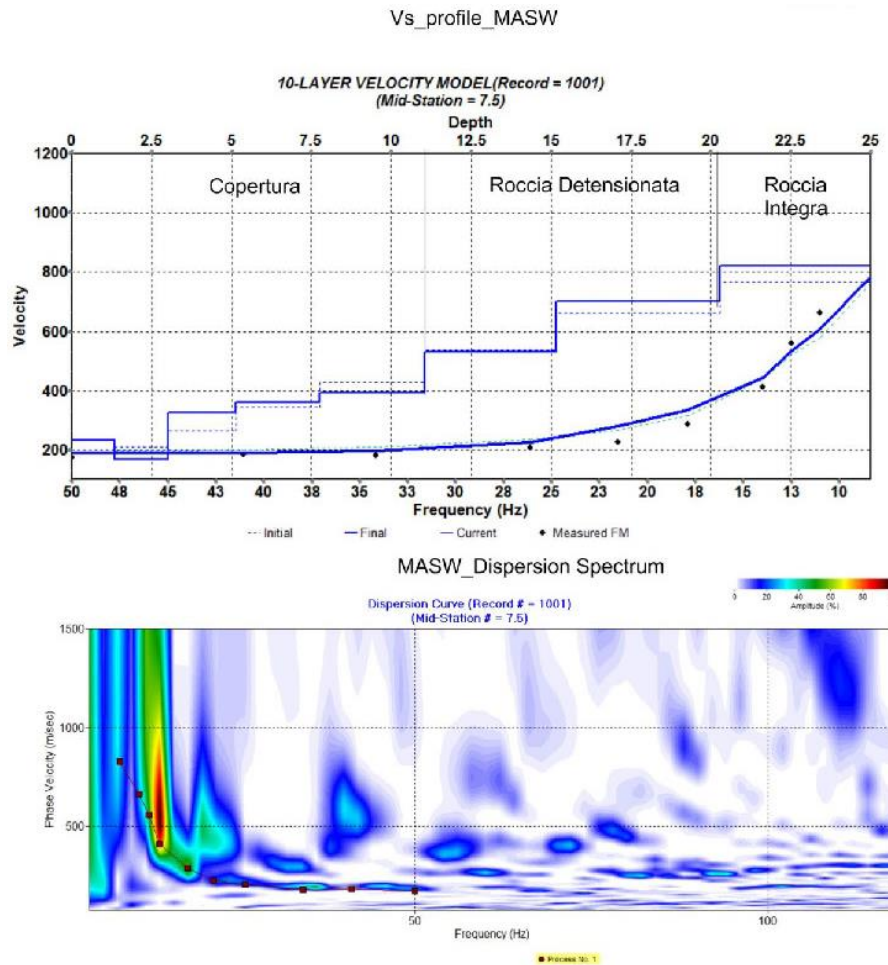 Vs_profile_MASW
10-LAYER VELOCITY MODEL(Record = 1001)
(Mid-Station = 7.5)
Depth
0 2.5 5 7.5 10 12.5 15 17.5 20 22.5 25
1200
1000
800
600
400
200
Velocity
Copertura
Roccia Detensionata
Roccia
Integra
50 48 45 43 40 38 35 33 30 28 26 23 20 18 15 13 10
Frequency (Hz)
Initial Final Current Measured FM
MASW_Dispersion Spectrum
0 20 40 60 80
Amplitude (%)
Dispersion Curve (Record # = 1001)
(Mid-Station # = 7.5)
1500
1000
500
Phase Velocity (m/sec)
50 100
Frequency (Hz)
Process No. 1